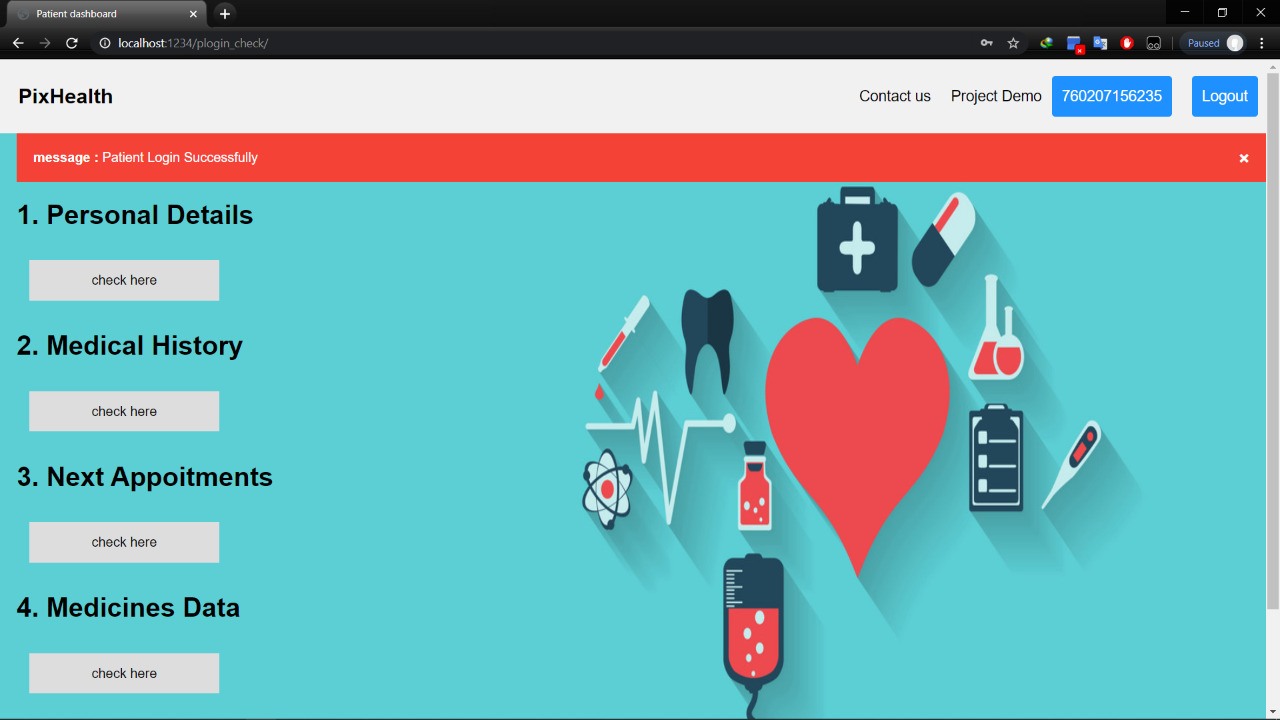 Patient dashboard
localhost:1234/plogin_check/
Paused
PixHealth
Contact us
Project Demo
760207156235
Logout
message : Patient Login Successfully
1. Personal Details
check here
2. Medical History
check here
3. Next Appoitments
check here
4. Medicines Data
check here